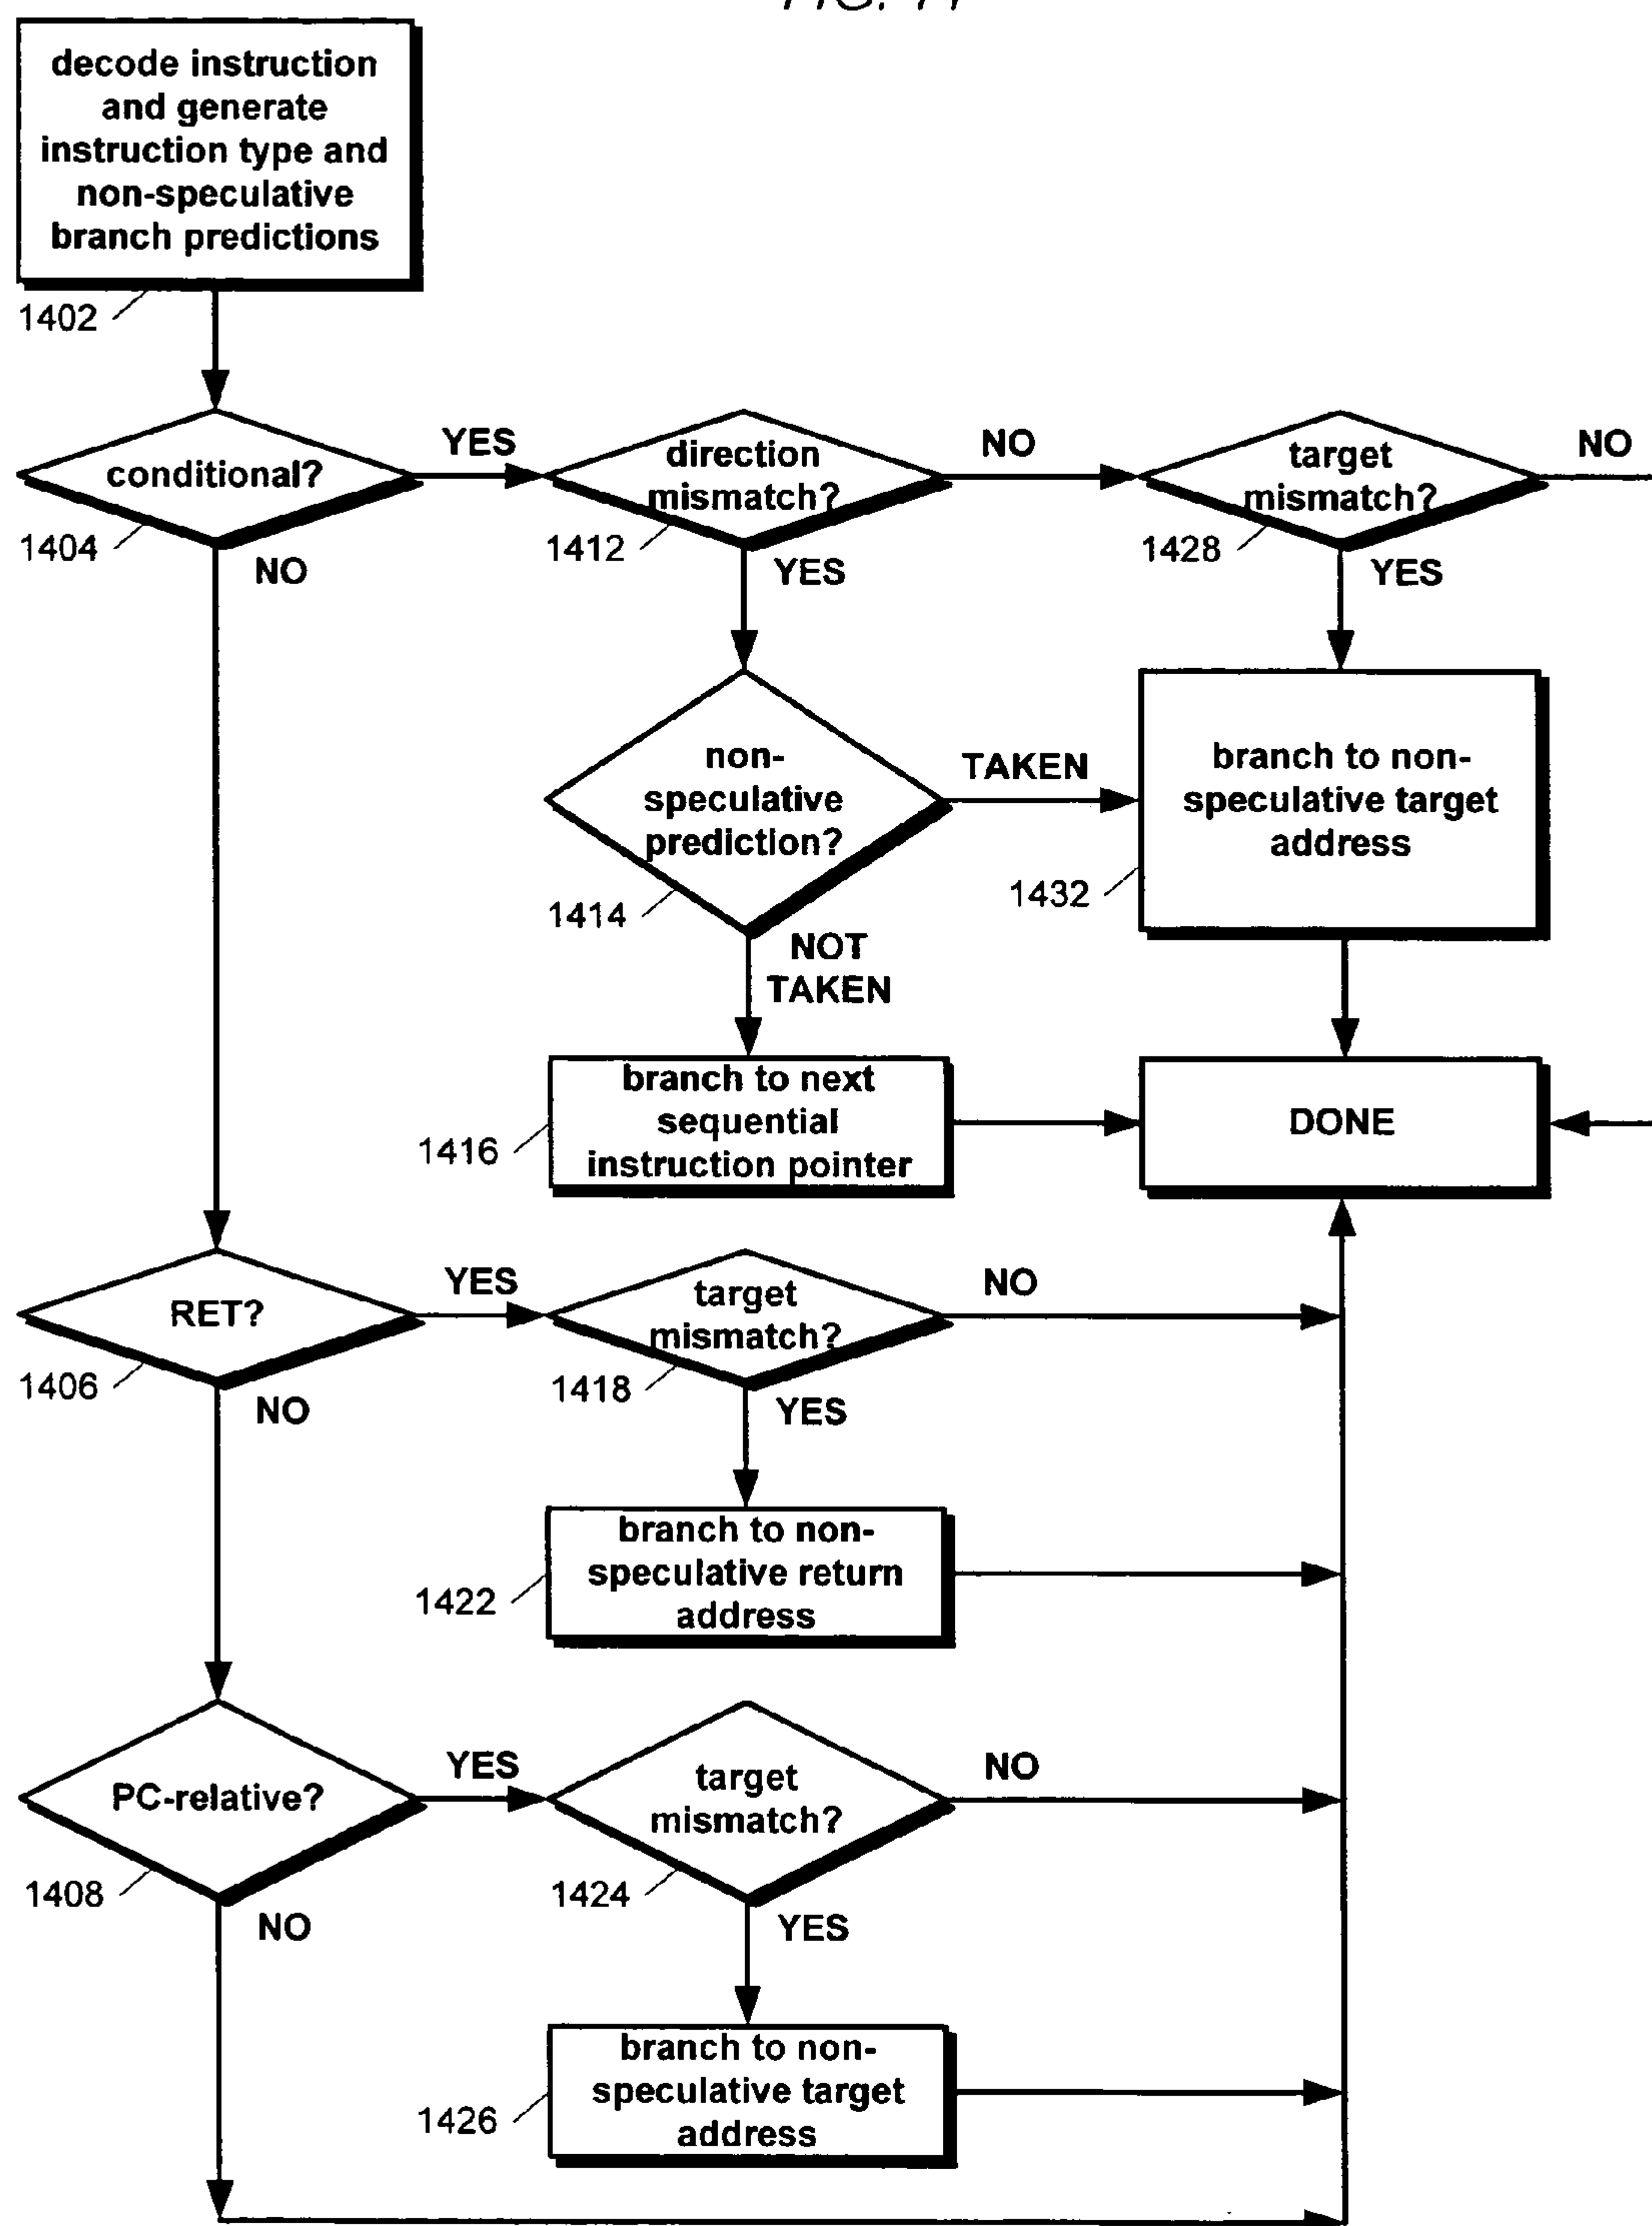 decode instruction
and generate
instruction type and
non-speculative
branch predictions
1402
conditional?
1404
YES
NO
direction
mismatch?
1412
NO
YES
target
mismatch?
1428
NO
YES
non-
speculative
prediction?
1414
TAKEN
NOT
TAKEN
branch to non-
speculative target
address
1432
branch to next
sequential
instruction pointer
1416
DONE
RET?
1406
YES
NO
target
mismatch?
1418
NO
YES
branch to non-
speculative return
address
1422
PC-relative?
1408
YES
NO
target
mismatch?
1424
NO
YES
branch to non-
speculative target
address
1426